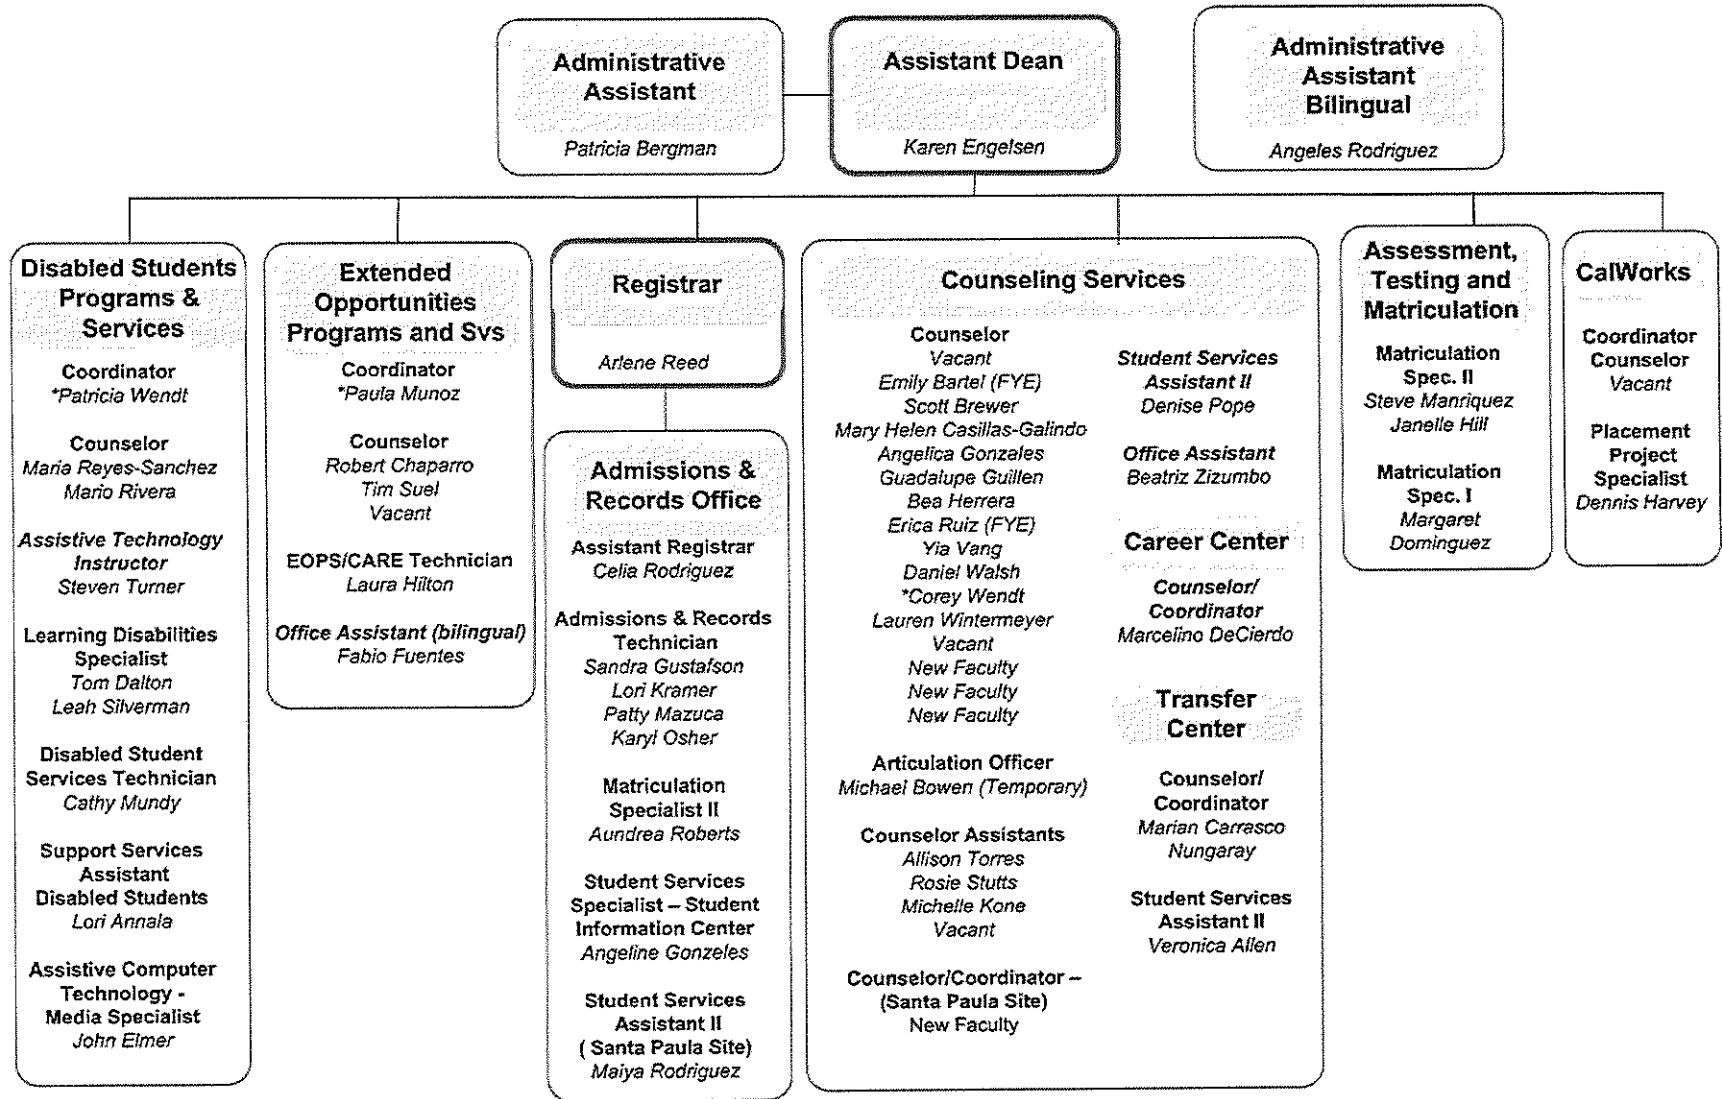 Administrative
Assistant
Patricia Bergman
Assistant Dean
Karen Engelsen
Administrative
Assistant
Bilingual
Angeles Rodriguez
Disabled Students
Programs &
Services
Coordinator
*Patricia Wendt
Counselor
Maria Reyes-Sanchez
Mario Rivera
Assistive Technology
Instructor
Steven Turner
Learning Disabilities
Specialist
Tom Dalton
Leah Silverman
Disabled Student
Services Technician
Cathy Mundy
Support Services
Assistant
Disabled Students
Lori Annala
Assistive Computer
Technology -
Media Specialist
John Elmer
Extended
Opportunities
Programs and Svs
Coordinator
*Paula Munoz
Counselor
Robert Chaparro
Tim Suel
Vacant
EOPS/CARE Technician
Laura Hilton
Office Assistant (bilingual)
Fabio Fuentes
Registrar
Arlene Reed
Admissions &
Records Office
Assistant Registrar
Celia Rodriguez
Admissions & Records
Technician
Sandra Gustafson
Lori Kramer
Patty Mazuca
Karyl Osher
Matriculation
Specialist II
Aundrea Roberts
Student Services
Specialist – Student
Information Center
Angeline Gonzeles
Student Services
Assistant II
( Santa Paula Site)
Maiya Rodriguez
Counseling Services
Counselor
Vacant
Emily Bartel (FYE)
Scott Brewer
Mary Helen Casillas-Galindo
Angelica Gonzales
Guadalupe Guillen
Bea Herrera
Erica Ruiz (FYE)
Yia Vang
Daniel Walsh
*Corey Wendt
Lauren Wintermeyer
Vacant
New Faculty
New Faculty
New Faculty
Articulation Officer
Michael Bowen (Temporary)
Counselor Assistants
Allison Torres
Rosie Stutts
Michelle Kone
Vacant
Counselor/Coordinator –
(Santa Paula Site)
New Faculty
Student Services
Assistant II
Denise Pope
Office Assistant
Beatriz Zizumbo
Career Center
Counselor/
Coordinator
Marcelino DeCierdo
Transfer
Center
Counselor/
Coordinator
Marian Carrasco
Nungaray
Student Services
Assistant II
Veronica Allen
Assessment,
Testing and
Matriculation
Matriculation
Spec. II
Steve Manriquez
Janelle Hill
Matriculation
Spec. I
Margaret
Dominguez
CalWorks
Coordinator
Counselor
Vacant
Placement
Project
Specialist
Dennis Harvey